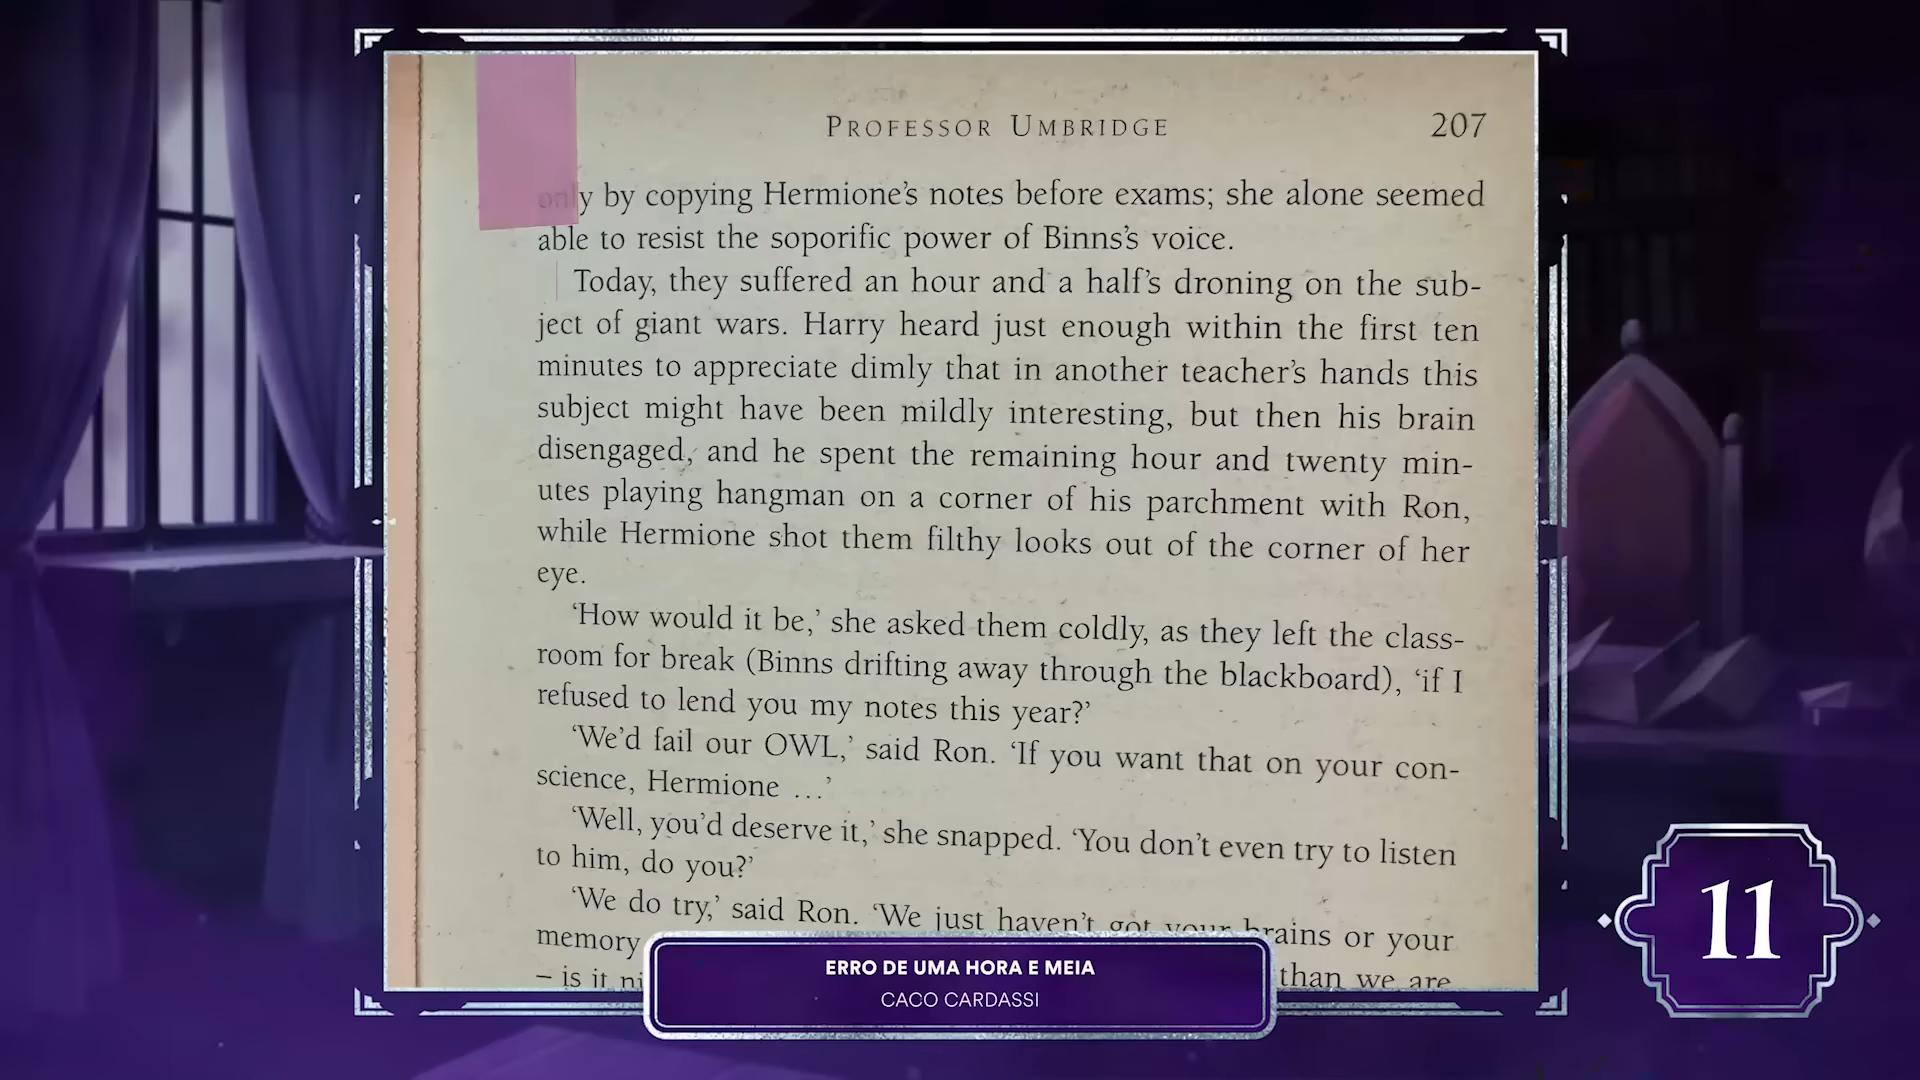 PROFESSOR UMBRIDGE 207
only by copying Hermione's notes before exams; she alone seemed
able to resist the soporific power of Binns's voice.
Today, they suffered an hour and a half's droning on the sub-
ject of giant wars. Harry heard just enough within the first ten
minutes to appreciate dimly that in another teacher's hands this
subject might have been mildly interesting, but then his brain
disengaged, and he spent the remaining hour and twenty min-
utes playing hangman on a corner of his parchment with Ron,
while Hermione shot them filthy looks out of the corner of her
eye.
'How would it be,' she asked them coldly, as they left the class-
room for break (Binns drifting away through the blackboard), 'if I
refused to lend you my notes this year?'
'We'd fail our OWL,' said Ron. 'If you want that on your con-
science, Hermione ...'
'Well, you'd deserve it,' she snapped. 'You don't even try to listen
to him, do you?'
'We do try,' said Ron. 'We just haven't got your brains or your
memory
– is it ni than we are
ERRO DE UMA HORA E MEIA
CACO CARDASSI
11